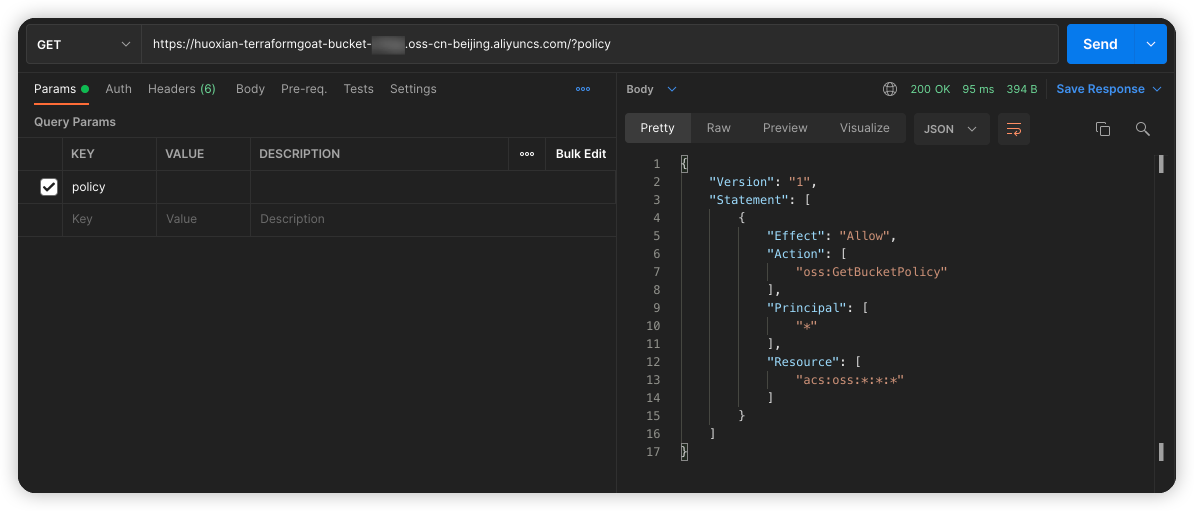 GET
https://huoxian-terraformgoat-bucket- .oss-cn-beijing.aliyuncs.com/?policy
Send
Params Auth Headers (6) Body Pre-req. Tests Settings
Query Params
KEY VALUE DESCRIPTION Bulk Edit
policy
Key Value Description
Body 200 OK 95 ms 394 B Save Response
Pretty Raw Preview Visualize JSON
1 {
2 "Version": "1",
3 "Statement": [
4 {
5 "Effect": "Allow",
6 "Action": [
7 "oss:GetBucketPolicy"
8 ],
9 "Principal": [
10 "*"
11 ],
12 "Resource": [
13 "acs:oss:*:*:*"
14 ]
15 }
16 ]
17 }